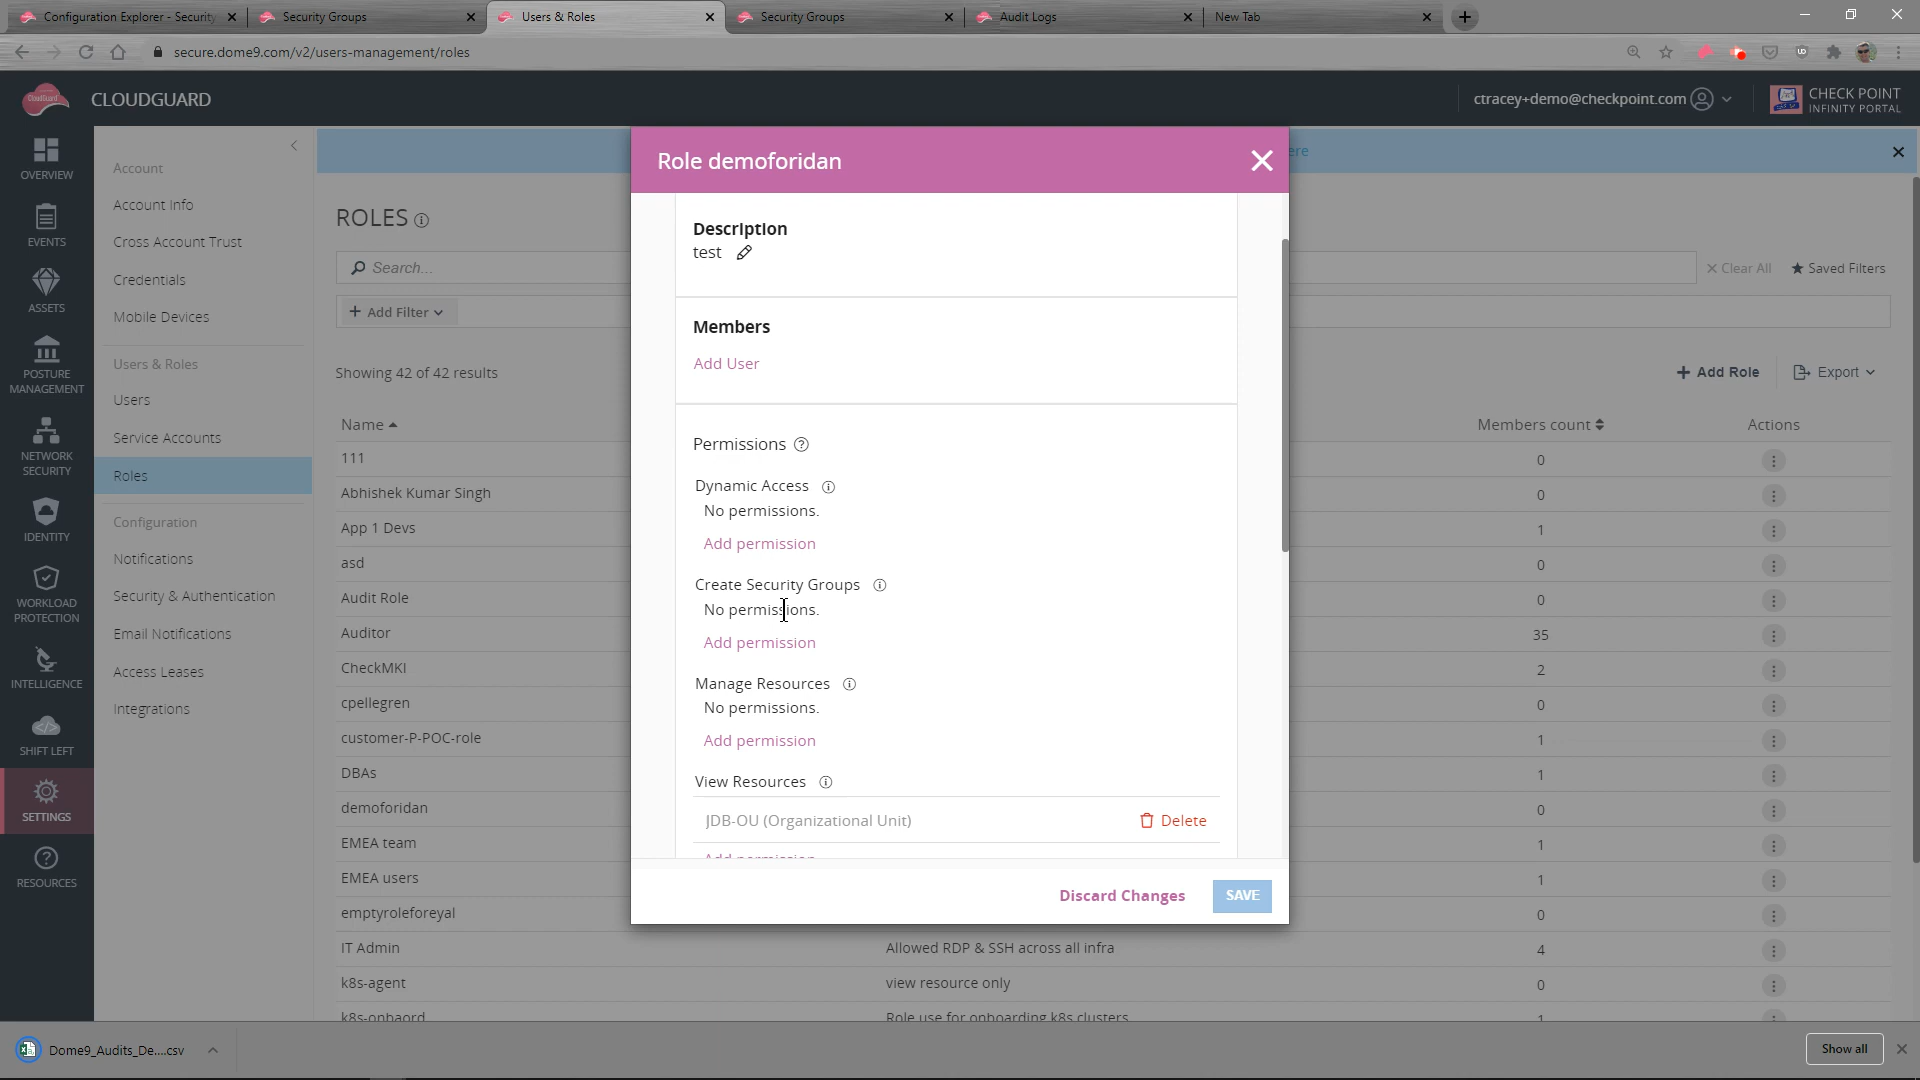 Configuration Explorer - Security
Security Groups
Users & Roles
Security Groups
Audit Logs
New Tab
secure.dome9.com/v2/users-management/roles
CloudGuard
CLOUDGUARD
ctracey+demo@checkpoint.com
CHECK POINT
INFINITY PORTAL
OVERVIEW
EVENTS
ASSETS
POSTURE
MANAGEMENT
NETWORK
SECURITY
IDENTITY
WORKLOAD
PROTECTION
INTELLIGENCE
SHIFT LEFT
SETTINGS
RESOURCES
Account
Account Info
Cross Account Trust
Credentials
Mobile Devices
Users & Roles
Users
Service Accounts
Roles
Configuration
Notifications
Security & Authentication
Email Notifications
Access Leases
Integrations
ere
ROLES
Search...
Clear All
Saved Filters
Add Filter
Showing 42 of 42 results
Add Role
Export
Name
Members count
Actions
111
0
Abhishek Kumar Singh
0
App 1 Devs
1
asd
0
Audit Role
0
Auditor
35
CheckMKI
2
cpellegren
0
customer-P-POC-role
1
DBAs
1
demoforidan
0
EMEA team
1
EMEA users
1
emptyroleforeyal
0
IT Admin
Allowed RDP & SSH across all infra
4
k8s-agent
view resource only
0
k8s-onbaord
Role use for onboarding k8s clusters
1
Role demoforidan
Description
test
Members
Add User
Permissions
Dynamic Access
No permissions.
Add permission
Create Security Groups
No permissions.
Add permission
Manage Resources
No permissions.
Add permission
View Resources
JDB-OU (Organizational Unit)
Delete
Add permission
Discard Changes
SAVE
Dome9_Audits_De....csv
Show all